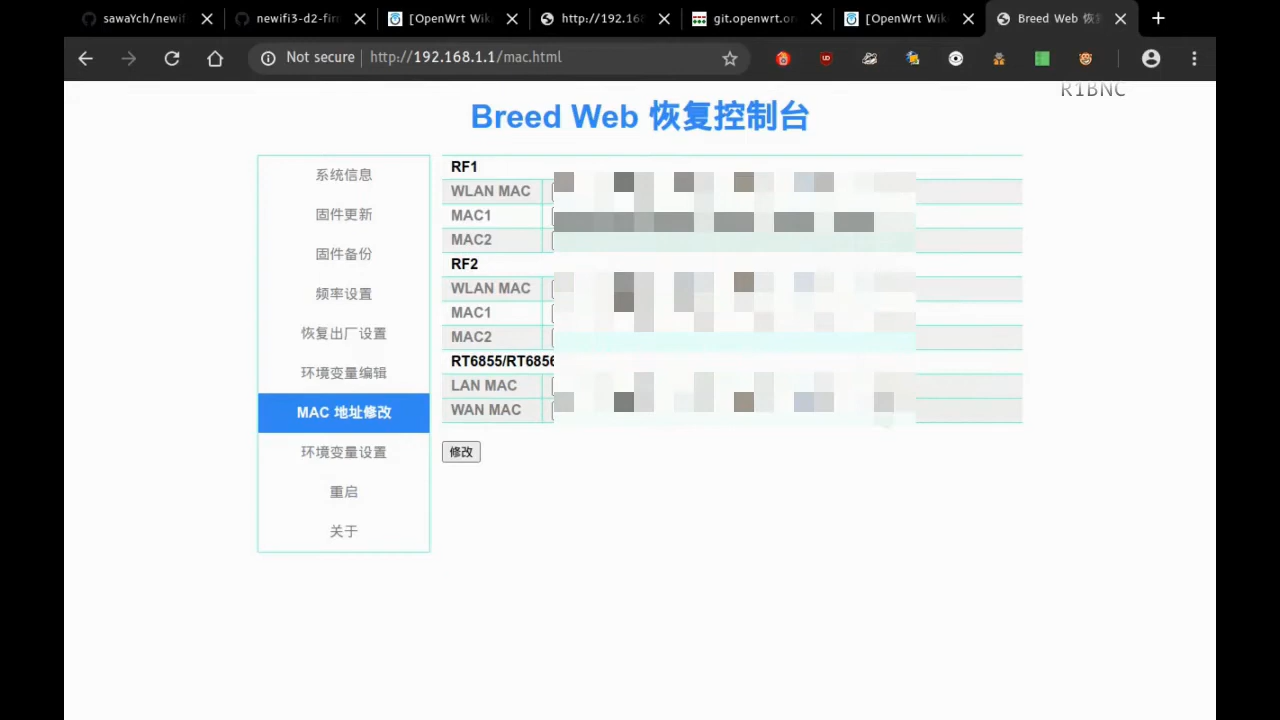 sawaYch/newif
newifi3-d2-firm
[OpenWrt Wiki
http://192.168
git.openwrt.or
[OpenWrt Wiki
Breed Web 恢复
Not secure
http://192.168.1.1/mac.html
R1BNC
Breed Web 恢复控制台
系统信息
固件更新
固件备份
频率设置
恢复出厂设置
环境变量编辑
MAC 地址修改
环境变量设置
重启
关于
RF1
WLAN MAC
MAC1
MAC2
RF2
WLAN MAC
MAC1
MAC2
RT6855/RT6856
LAN MAC
WAN MAC
修改